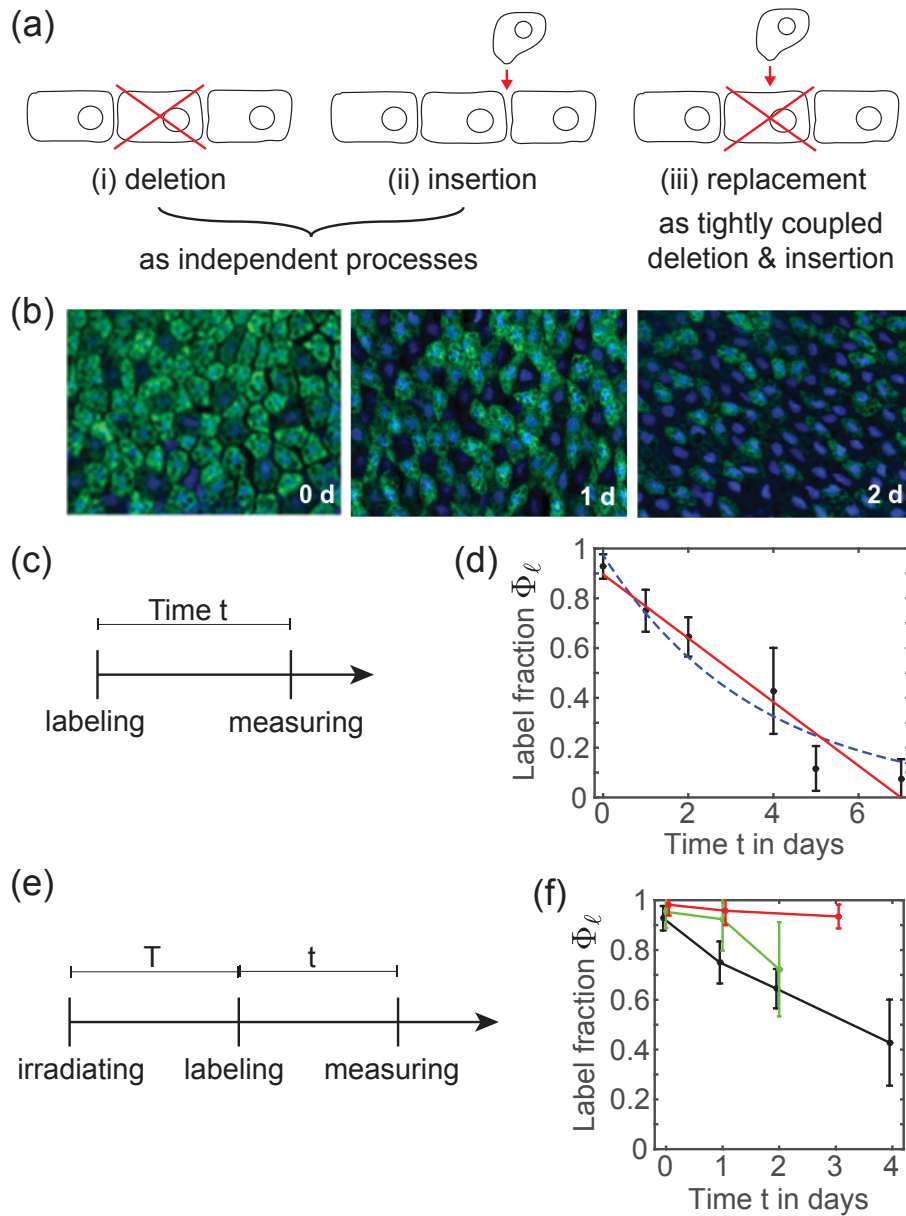 (a)
(i) deletion
(ii) insertion
(iii) replacement
as independent processes
as tightly coupled
deletion & insertion
(b)
0 d
1 d
2 d
(c)
Time t
labeling
measuring
(d)
Label fraction Φℓ
1
0.8
0.6
0.4
0.2
0
0 2 4 6
Time t in days
(e)
T
t
irradiating
labeling
measuring
(f)
Label fraction Φℓ
1
0.8
0.6
0.4
0.2
0
0 1 2 3 4
Time t in days